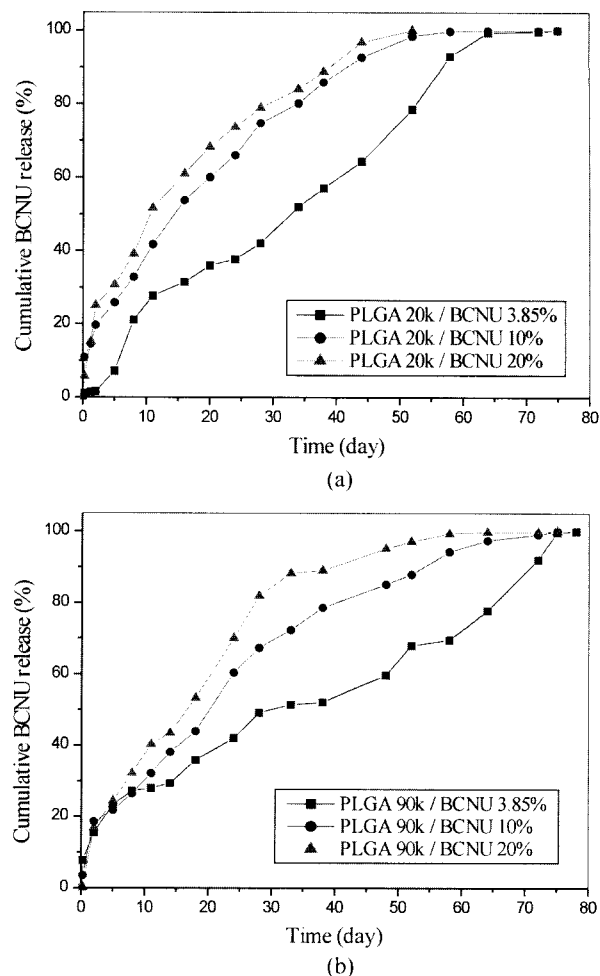 100
80
60
40
20
0
Cumulative BCNU release (%)
PLGA 20k / BCNU 3.85%
PLGA 20k / BCNU 10%
PLGA 20k / BCNU 20%
0 10 20 30 40 50 60 70 80
Time (day)
(a)
100
80
60
40
20
0
Cumulative BCNU release (%)
PLGA 90k / BCNU 3.85%
PLGA 90k / BCNU 10%
PLGA 90k / BCNU 20%
0 10 20 30 40 50 60 70 80
Time (day)
(b)